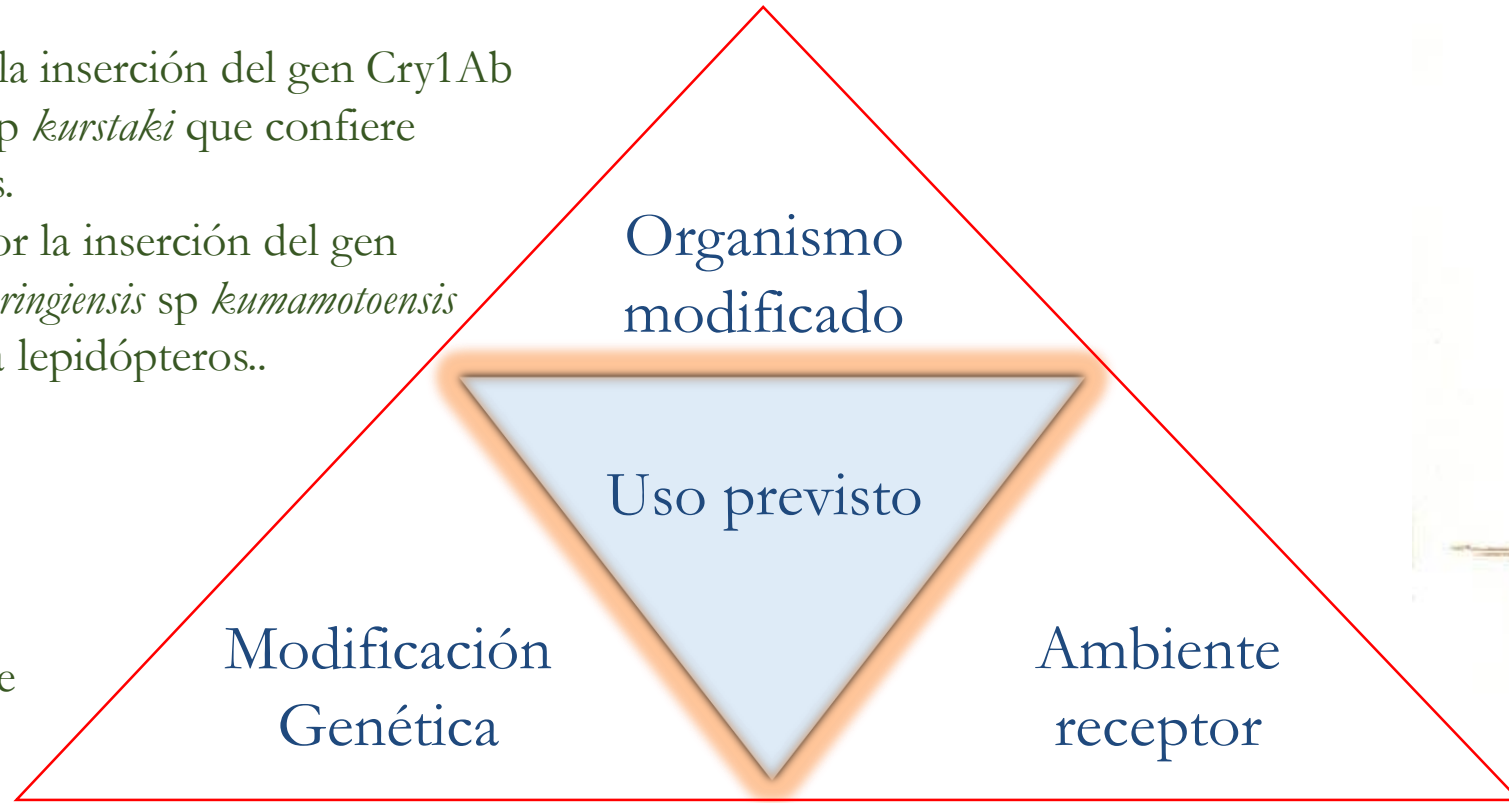 la inserción del gen Cry1Ab
p kurstaki que confiere
s.
or la inserción del gen
ringiensis sp kumamotoensis
a lepidópteros..
Organismo
modificado
Uso previsto
Modificación
Genética
Ambiente
receptor
e